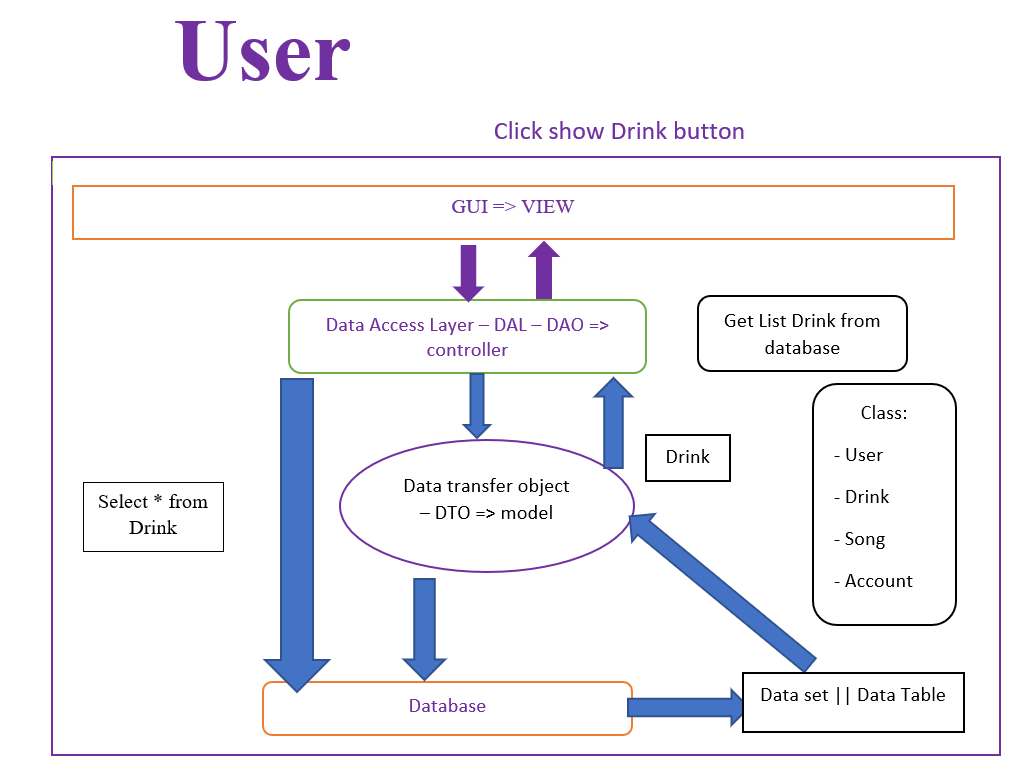 User
Click show Drink button
GUI => VIEW
Data Access Layer – DAL – DAO =>
controller
Get List Drink from
database
Class:
- User
- Drink
- Song
- Account
Drink
Data transfer object
– DTO => model
Select * from
Drink
Database
Data set || Data Table